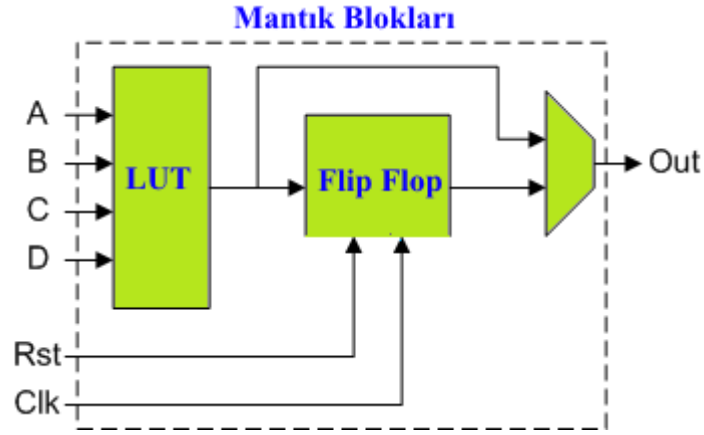 Mantık Blokları
A
B
C
D
LUT
Flip Flop
Out
Rst
Clk